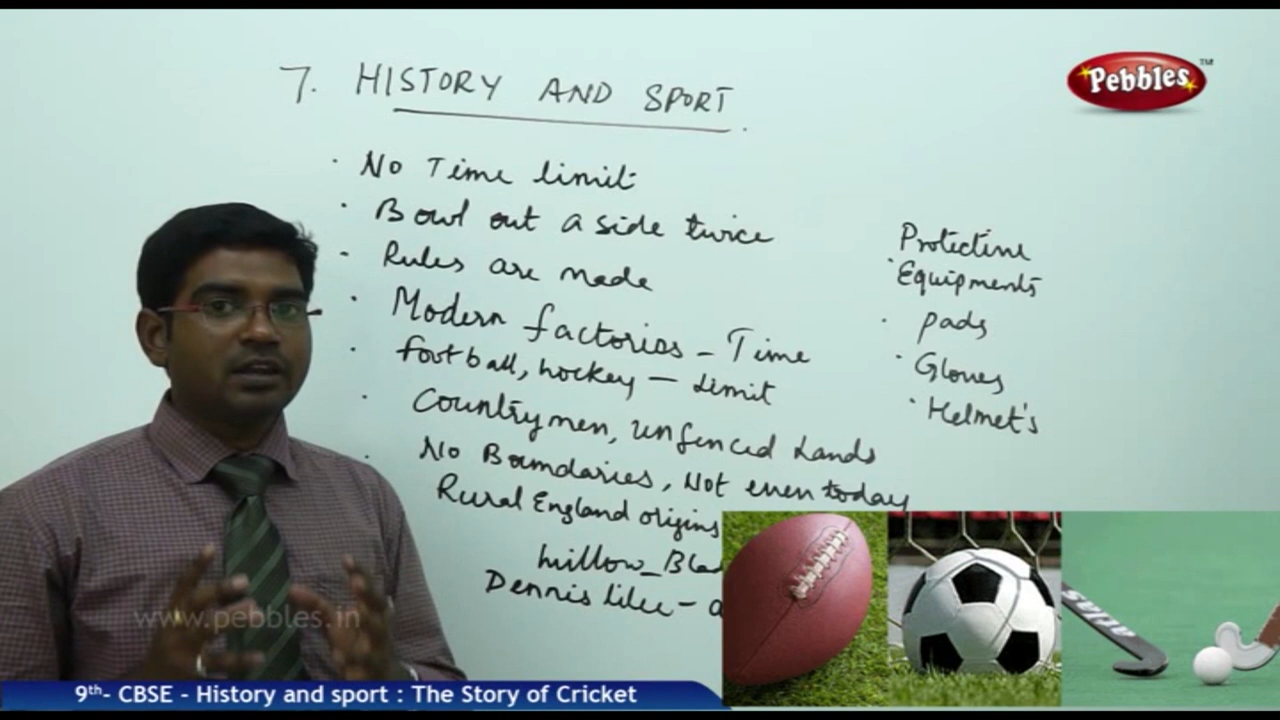 Pebbles™
7. HISTORY AND SPORT.
· No Time limit
· Bowl out a side twice
· Rules are made
· Modern factories - Time
· football, hockey - Limit
· Countrymen, unfenced Lands
· No Boundaries, Not even today
Rural England origins
Dennis
Protective
· Equipments
· pads
· Gloves
· Helmet's
www.pebbles.in
9th- CBSE - History and sport : The Story of Cricket